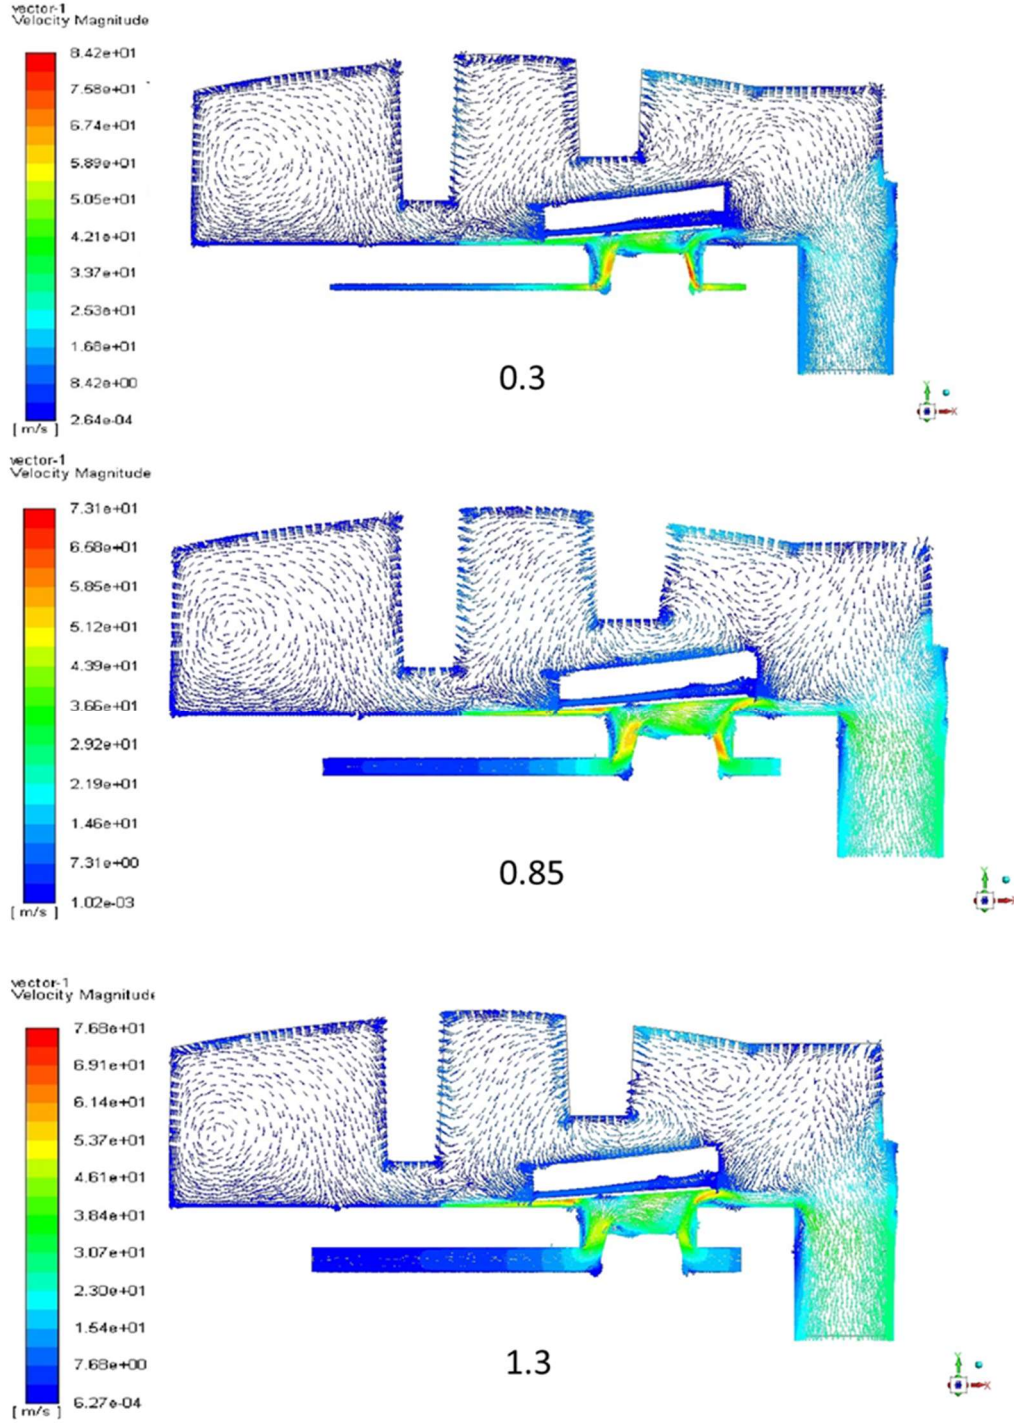 vector-1
Velocity Magnitude
8.42e+01
7.58e+01
6.74e+01
5.89e+01
5.05e+01
4.21e+01
3.37e+01
2.53e+01
1.68e+01
8.42e+00
2.64e-04
[ m/s ]
0.3
Y
X
vector-1
Velocity Magnitude
7.31e+01
6.58e+01
5.85e+01
5.12e+01
4.39e+01
3.66e+01
2.92e+01
2.19e+01
1.46e+01
7.31e+00
1.02e-03
[ m/s ]
0.85
Y
X
vector-1
Velocity Magnitude
7.68e+01
6.91e+01
6.14e+01
5.37e+01
4.61e+01
3.84e+01
3.07e+01
2.30e+01
1.54e+01
7.68e+00
6.27e-04
[ m/s ]
1.3
Y
X